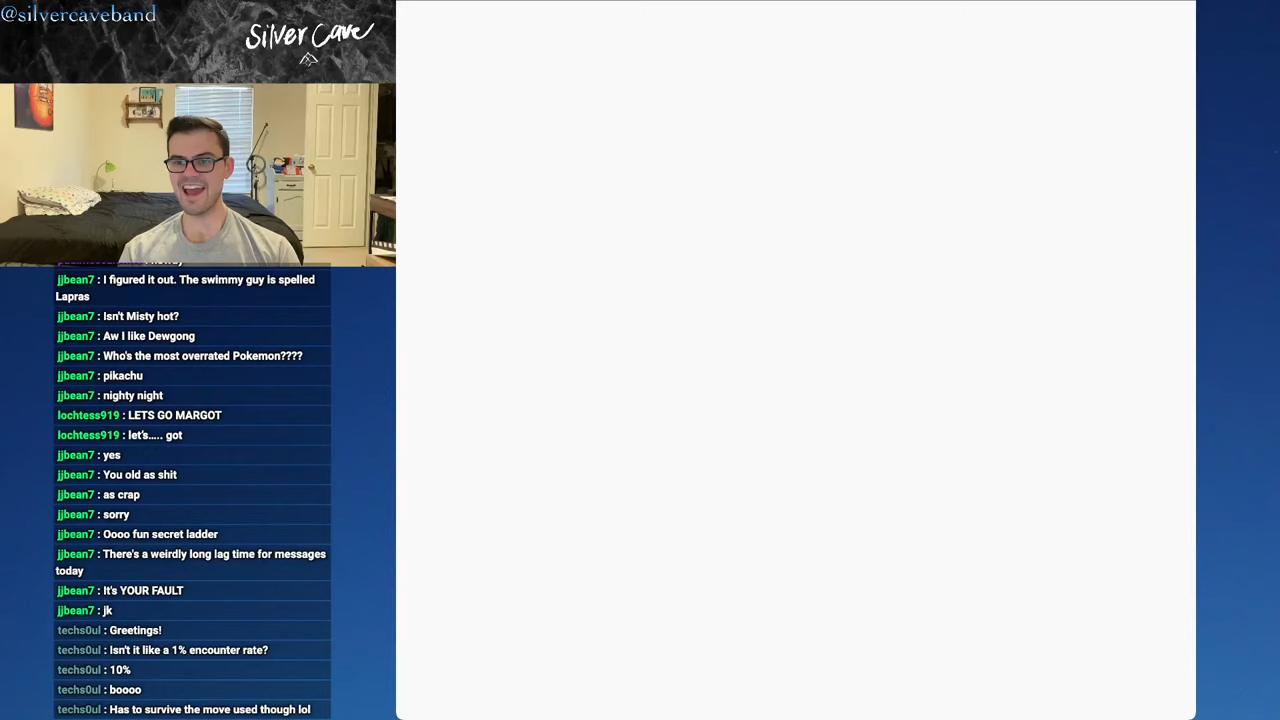 @silvercaveband
Silver Cave
jjbean7 : I figured it out. The swimmy guy is spelled
Lapras
jjbean7 : Isn't Misty hot?
jjbean7 : Aw I like Dewgong
jjbean7 : Who's the most overrated Pokemon????
jjbean7 : pikachu
jjbean7 : nighty night
lochtess919 : LETS GO MARGOT
lochtess919 : let's..... got
jjbean7 : yes
jjbean7 : You old as shit
jjbean7 : as crap
jjbean7 : sorry
jjbean7 : Oooo fun secret ladder
jjbean7 : There's a weirdly long lag time for messages
today
jjbean7 : It's YOUR FAULT
jjbean7 : jk
techs0ul : Greetings!
techs0ul : Isn't it like a 1% encounter rate?
techs0ul : 10%
techs0ul : boooo
techs0ul : Has to survive the move used though lol